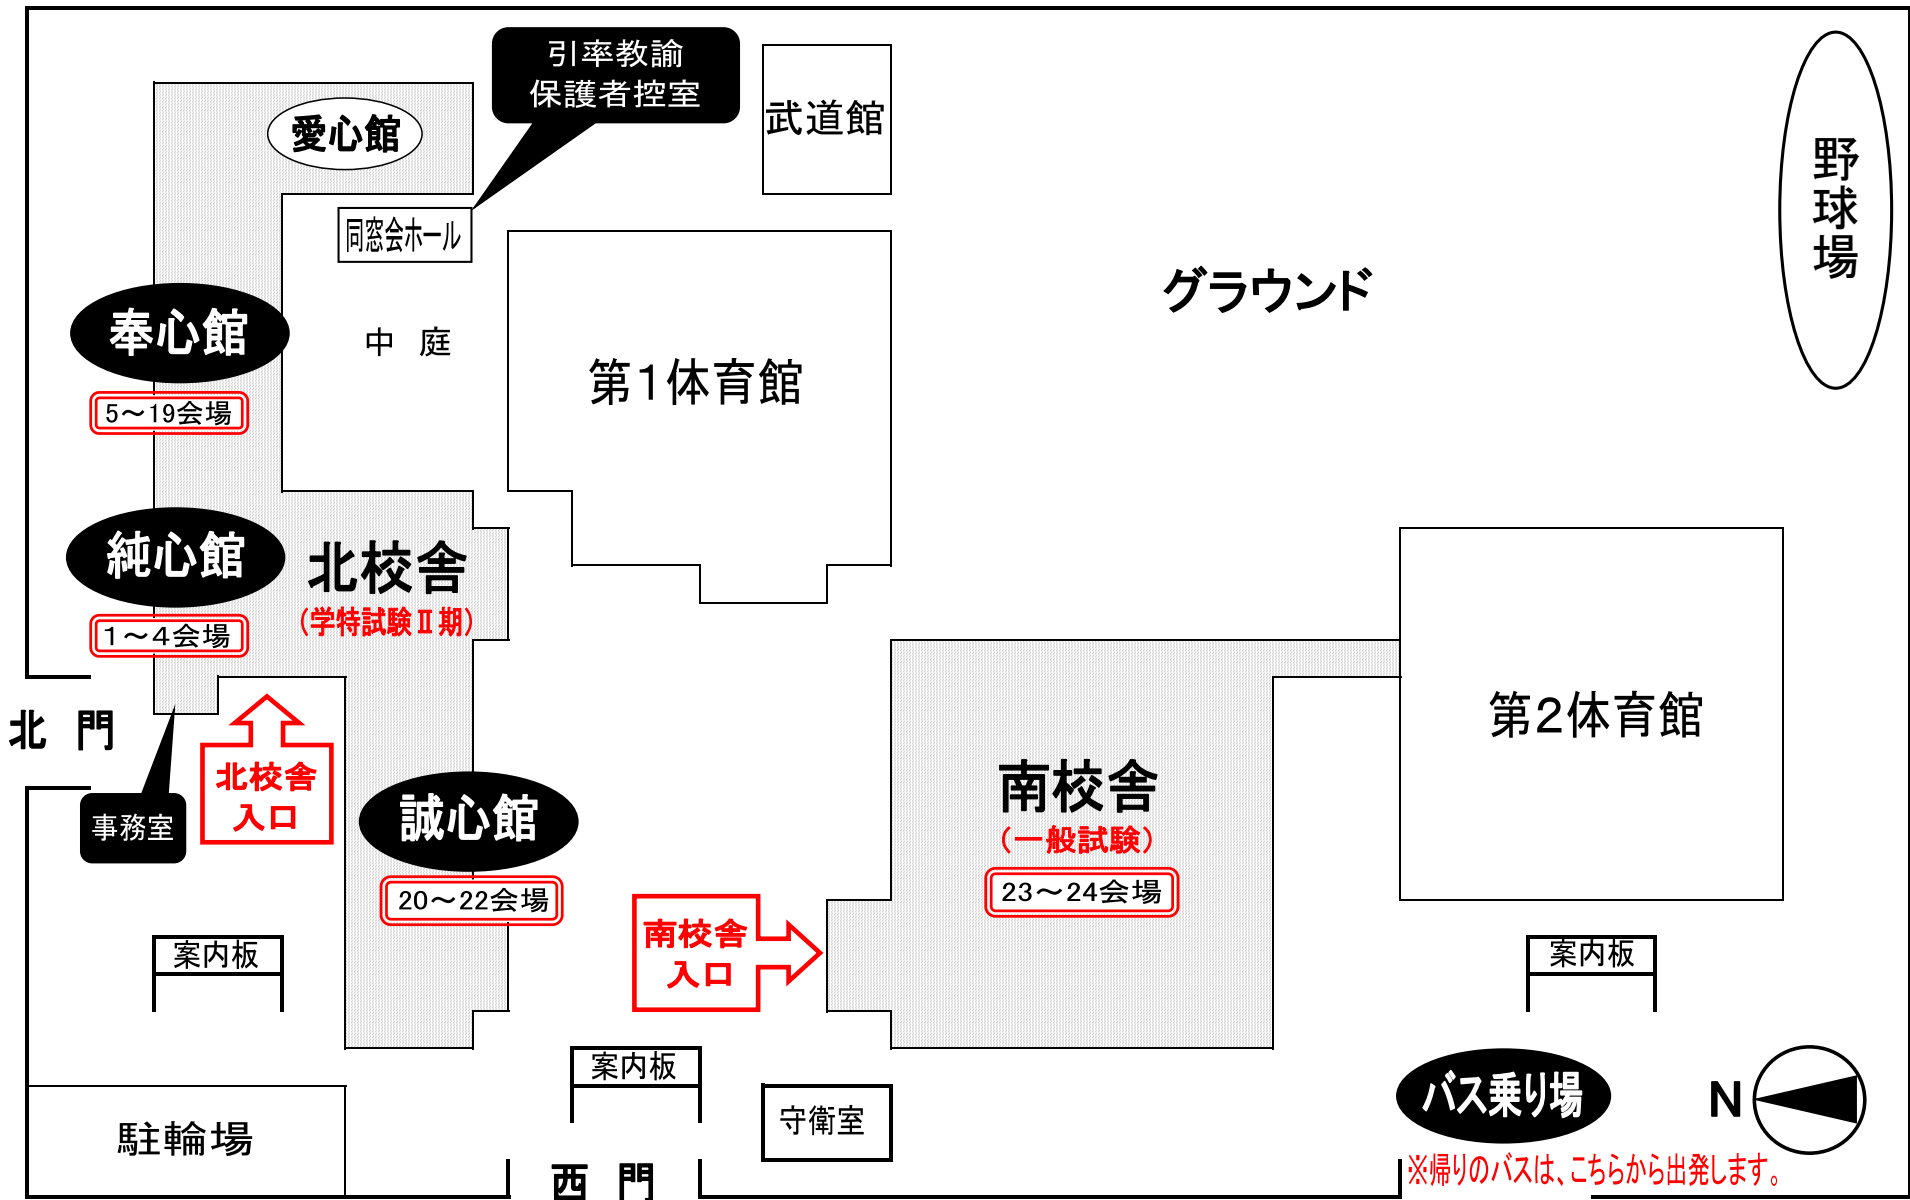 引率教諭
保護者控室
武道館
愛心館
野球場
同窓会ホール
グラウンド
奉心館
中 庭
第1体育館
5～19会場
純心館
北校舎
(学特試験Ⅱ期)
1～4会場
北 門
第2体育館
北校舎
入口
事務室
誠心館
南校舎
(一般試験)
20～22会場
23～24会場
南校舎
入口
案内板
案内板
案内板
守衛室
バス乗り場
N
駐輪場
西 門
※帰りのバスは、こちらから出発します。